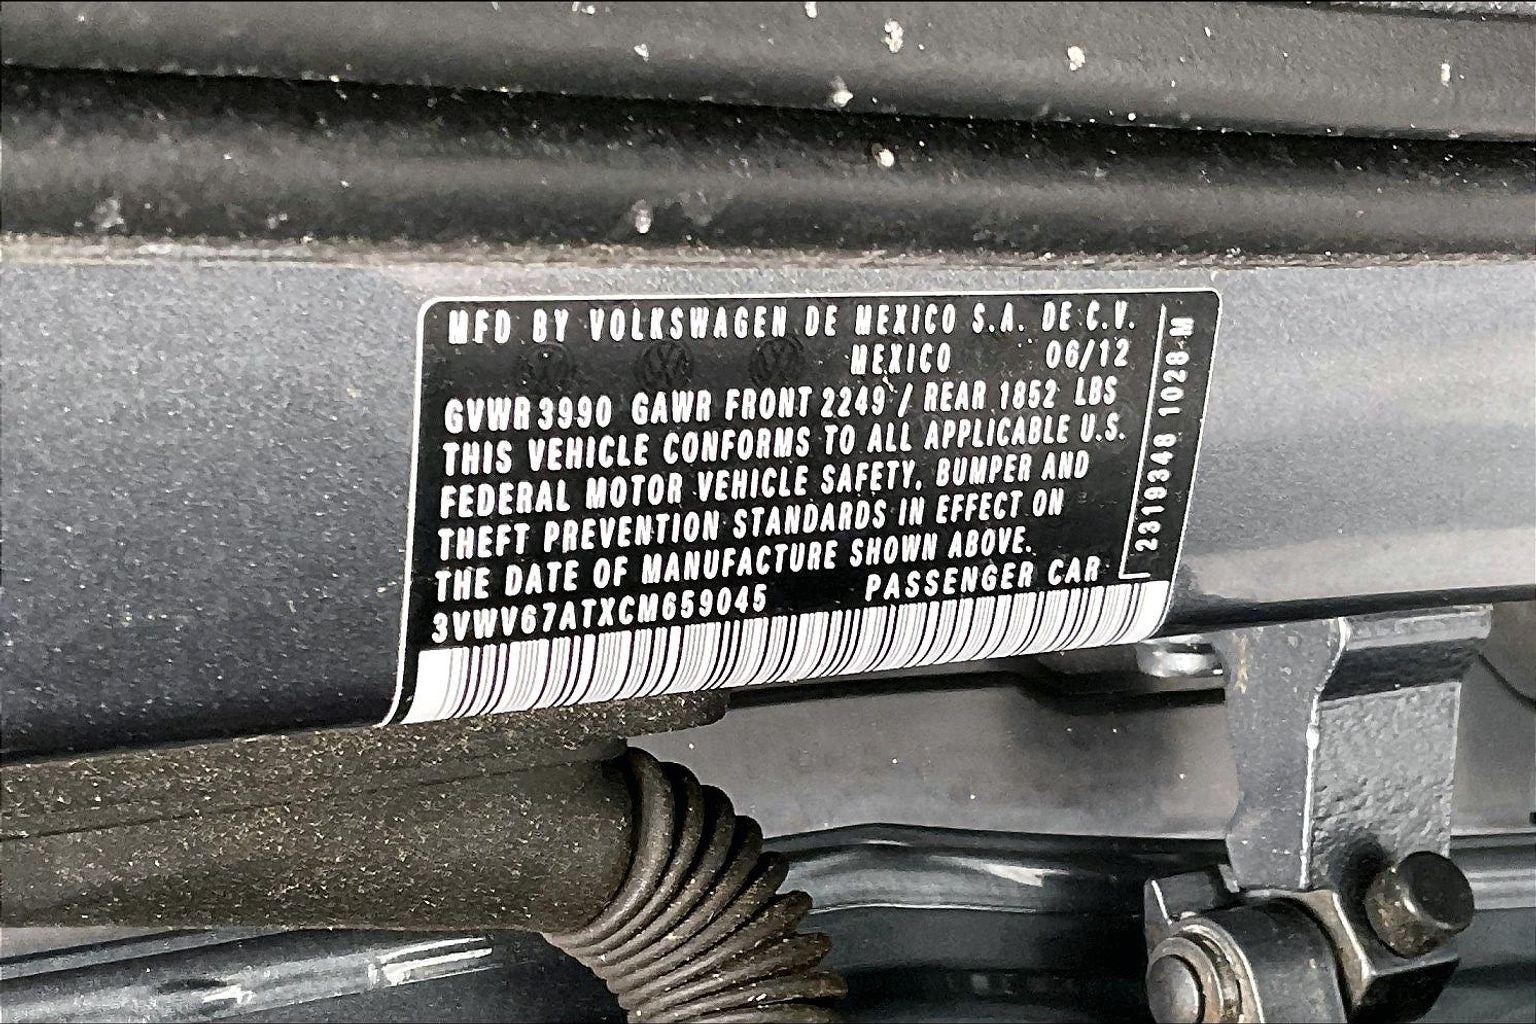 MFD BY VOLKSWAGEN DE MEXICO S.A. DE C.V.
MEXICO 06/12
GVWR 3990 GAWR FRONT 2249 / REAR 1852 LBS
THIS VEHICLE CONFORMS TO ALL APPLICABLE U.S.
FEDERAL MOTOR VEHICLE SAFETY, BUMPER AND
THEFT PREVENTION STANDARDS IN EFFECT ON
THE DATE OF MANUFACTURE SHOWN ABOVE.
3VWV67ATXCM659045 PASSENGER CAR
2319348 1028 M